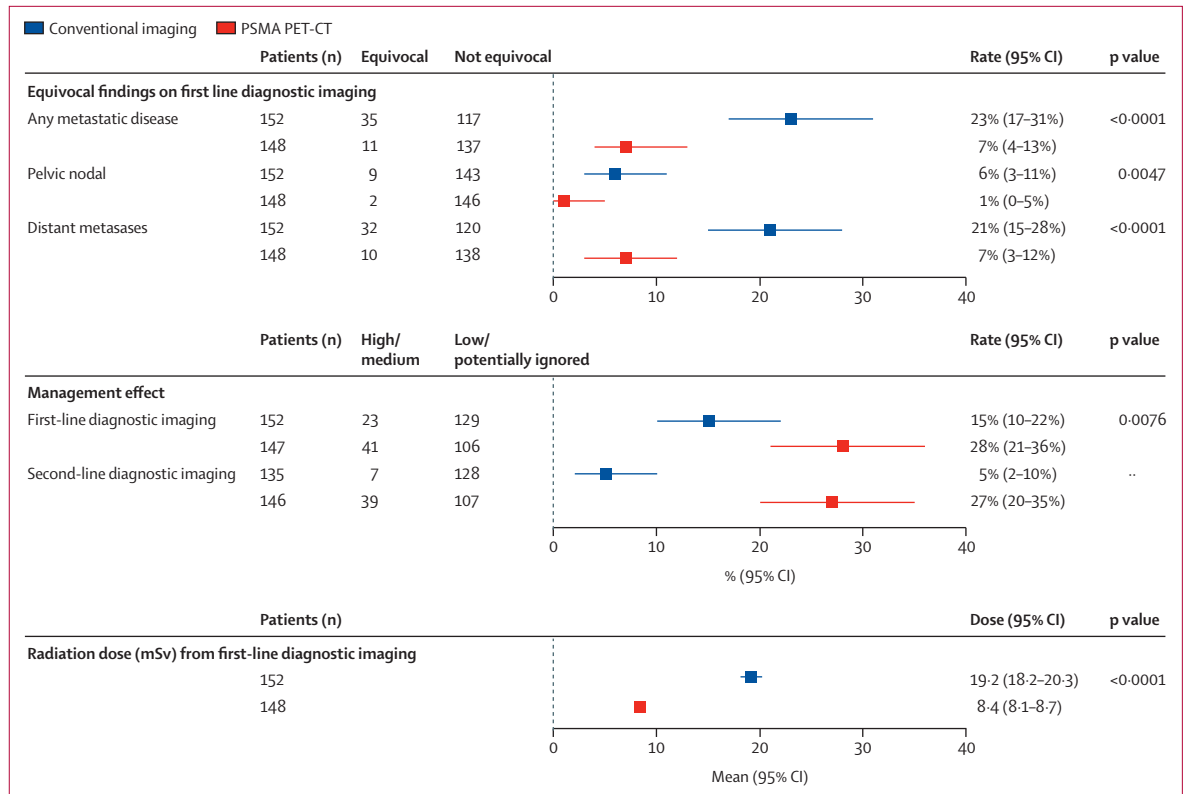 Conventional imaging PSMA PET-CT
Patients (n) Equivocal Not equivocal Rate (95% CI) p value
Equivocal findings on first line diagnostic imaging
Any metastatic disease 152 35 117 23% (17–31%) <0·0001
148 11 137 7% (4–13%)
Pelvic nodal 152 9 143 6% (3–11%) 0·0047
148 2 146 1% (0–5%)
Distant metasases 152 32 120 21% (15–28%) <0·0001
148 10 138 7% (3–12%)
0 10 20 30 40
Patients (n) High/ Low/ Rate (95% CI) p value
medium potentially ignored
Management effect
First-line diagnostic imaging 152 23 129 15% (10–22%) 0·0076
147 41 106 28% (21–36%)
Second-line diagnostic imaging 135 7 128 5% (2–10%) ··
146 39 107 27% (20–35%)
0 10 20 30 40
% (95% CI)
Patients (n) Dose (95% CI) p value
Radiation dose (mSv) from first-line diagnostic imaging
152 19·2 (18·2–20·3) <0·0001
148 8·4 (8·1–8·7)
0 10 20 30 40
Mean (95% CI)